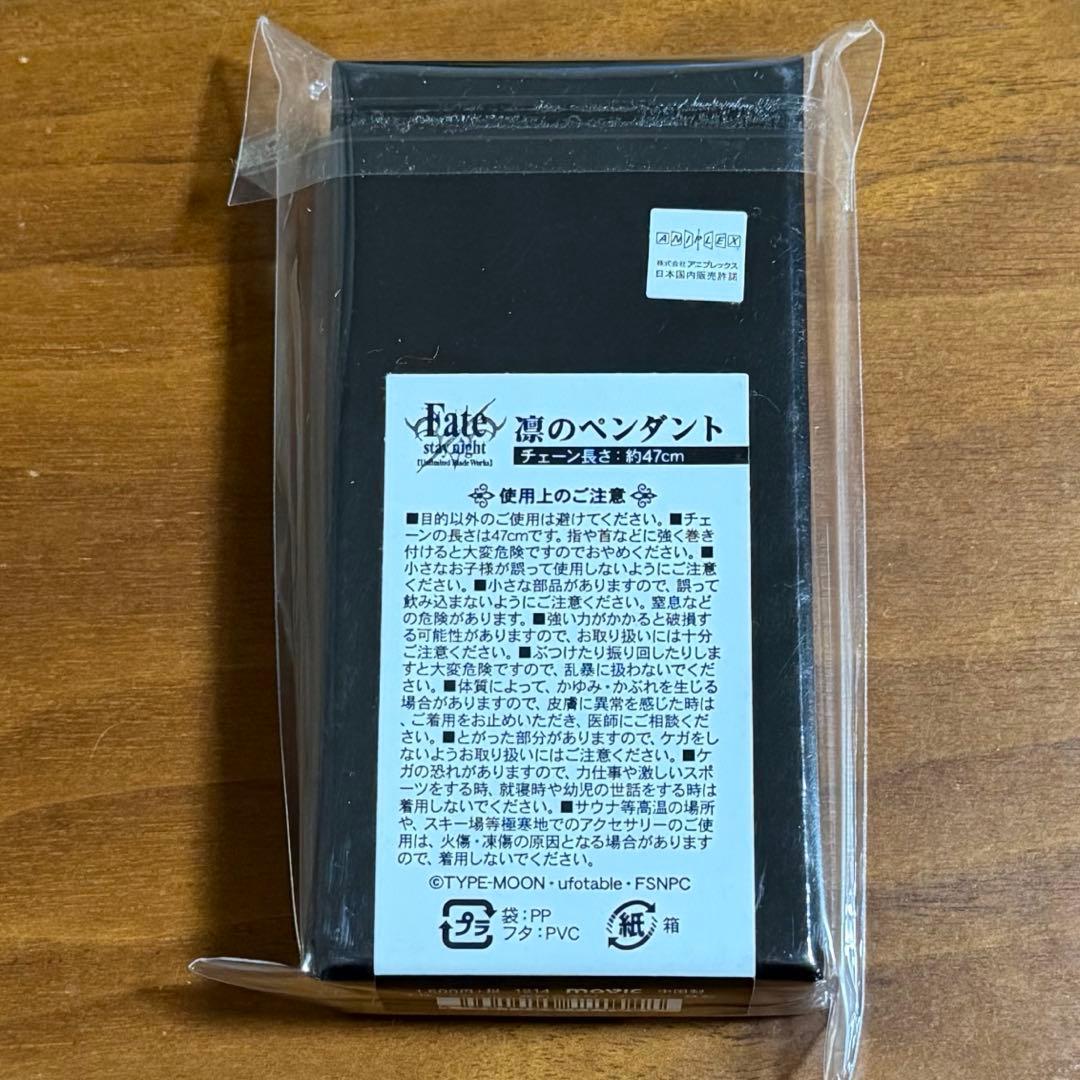 ANIPLEX
株式会社アニプレックス
日本国内販売許諾
Fate
stay night
[Unlimited Blade Works]
凛のペンダント
チェーン長さ：約47cm
使用上のご注意
■目的以外のご使用は避けてください。■チェ
ーンの長さは47cmです。指や首などに強く巻き
付けると大変危険ですのでおやめください。■
小さなお子様が誤って使用しないようにご注意
ください。■小さな部品がありますので、誤って
飲み込まないようにご注意ください。窒息など
の危険があります。■強い力がかかると破損す
る可能性がありますので、お取り扱いには十分
ご注意ください。■ぶつけたり振り回したりしま
すと大変危険ですので、乱暴に扱わないでくだ
さい。■体質によって、かゆみ・かぶれを生じる
場合がありますので、皮膚に異常を感じた時は
、ご着用をお止めいただき、医師にご相談くだ
さい。■とがった部分がありますので、ケガをし
ないようお取り扱いにはご注意ください。■ケ
ガの恐れがありますので、力仕事や激しいスポ
ーツをする時、就寝時や幼児の世話をする時は
着用しないでください。■サウナ等高温の場所
や、スキー場等極寒地でのアクセサリーのご使
用は、火傷・凍傷の原因となる場合があります
ので、着用しないでください。
©TYPE-MOON・ufotable・FSNPC
プラ
袋：PP
フタ：PVC
紙
箱
movic